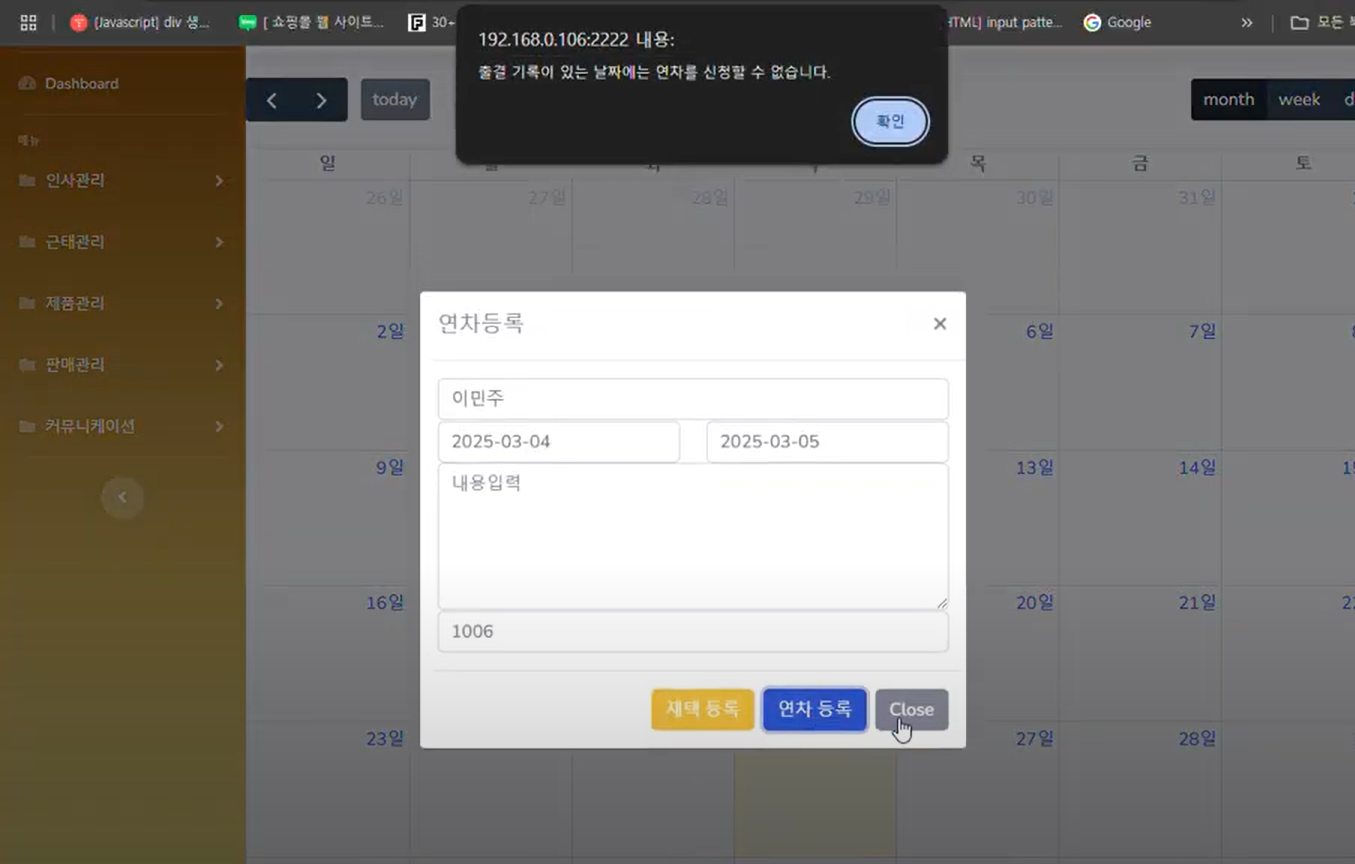 [Javascript] div 생...
[ 쇼핑몰 웹 사이트...
30+
HTML] input patte...
Google
»
모든
192.168.0.106:2222 내용:
출결 기록이 있는 날짜에는 연차를 신청할 수 없습니다.
확인
Dashboard
메뉴
인사관리
근태관리
제품관리
판매관리
커뮤니케이션
today
month
week
d
일
목
금
토
26일
27일
28일
29일
30일
31일
2일
6일
7일
9일
13일
14일
16일
20일
21일
23일
27일
28일
연차등록
×
이민주
2025-03-04
2025-03-05
내용입력
1006
재택 등록
연차 등록
Close